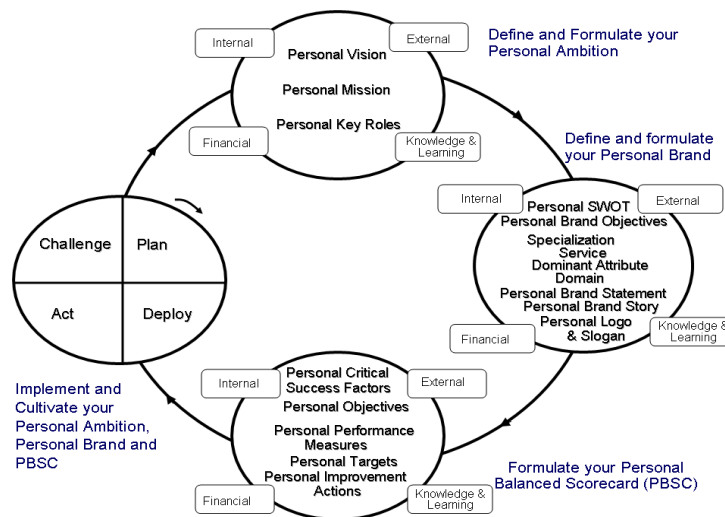 Internal
External
Personal Vision
Personal Mission
Personal Key Roles
Financial
Knowledge &
Learning
Define and Formulate your
Personal Ambition
Define and formulate
your Personal Brand
Internal
External
Personal SWOT
Personal Brand Objectives
Specialization
Service
Dominant Attribute
Domain
Personal Brand Statement
Personal Brand Story
Personal Logo
& Slogan
Financial
Knowledge &
Learning
Challenge
Plan
Act
Deploy
Internal
External
Personal Critical
Success Factors
Personal Objectives
Personal Performance
Measures
Personal Targets
Personal Improvement
Actions
Financial
Knowledge &
Learning
Formulate your Personal
Balanced Scorecard (PBSC)
Implement and
Cultivate your
Personal Ambition,
Personal Brand and
PBSC